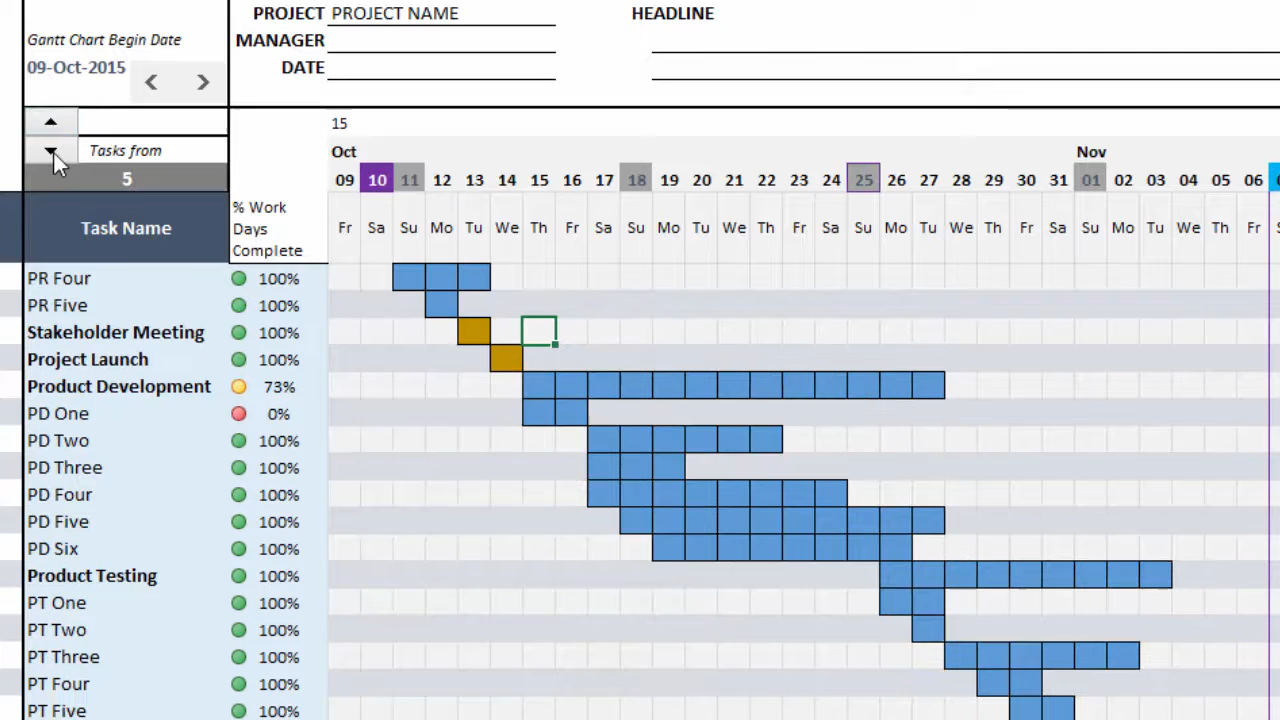 PROJECT PROJECT NAME HEADLINE
Gantt Chart Begin Date MANAGER
09-Oct-2015 DATE
15
Tasks from Oct Nov
5 09 10 11 12 13 14 15 16 17 18 19 20 21 22 23 24 25 26 27 28 29 30 31 01 02 03 04 05 06
Task Name % Work Days Complete Fr Sa Su Mo Tu We Th Fr Sa Su Mo Tu We Th Fr Sa Su Mo Tu We Th Fr Sa Su Mo Tu We Th Fr
PR Four 100%
PR Five 100%
Stakeholder Meeting 100%
Project Launch 100%
Product Development 73%
PD One 0%
PD Two 100%
PD Three 100%
PD Four 100%
PD Five 100%
PD Six 100%
Product Testing 100%
PT One 100%
PT Two 100%
PT Three 100%
PT Four 100%
PT Five 100%